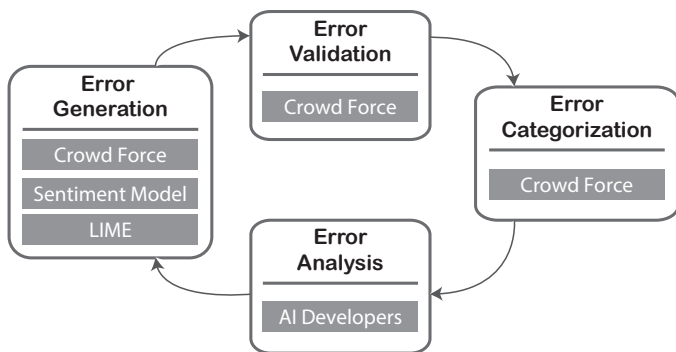 Error
Generation
Crowd Force
Sentiment Model
LIME
Error
Validation
Crowd Force
Error
Categorization
Crowd Force
Error
Analysis
AI Developers